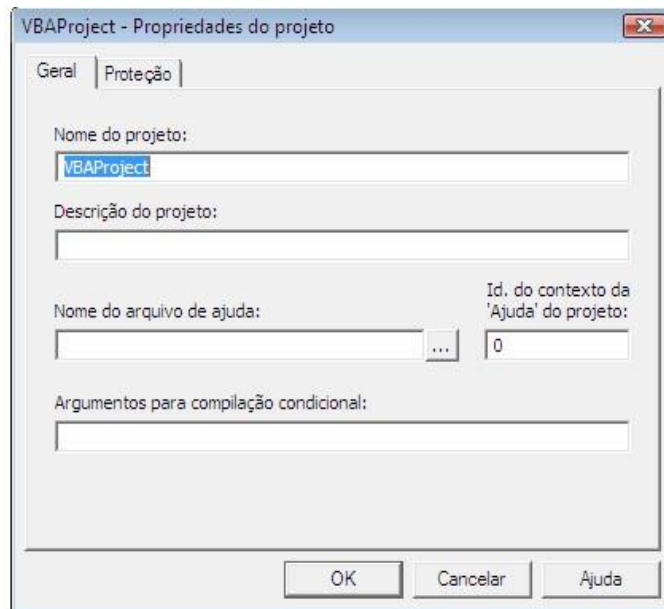 VBAProject - Propriedades do projeto
Geral
Proteção
Nome do projeto:
VBAProject
Descrição do projeto:
Nome do arquivo de ajuda:
Id. do contexto da
'Ajuda' do projeto:
...
0
Argumentos para compilação condicional:
OK
Cancelar
Ajuda